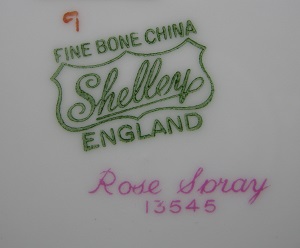 9
FINE BONE CHINA
Shelley
ENGLAND
Rose Spray
13545